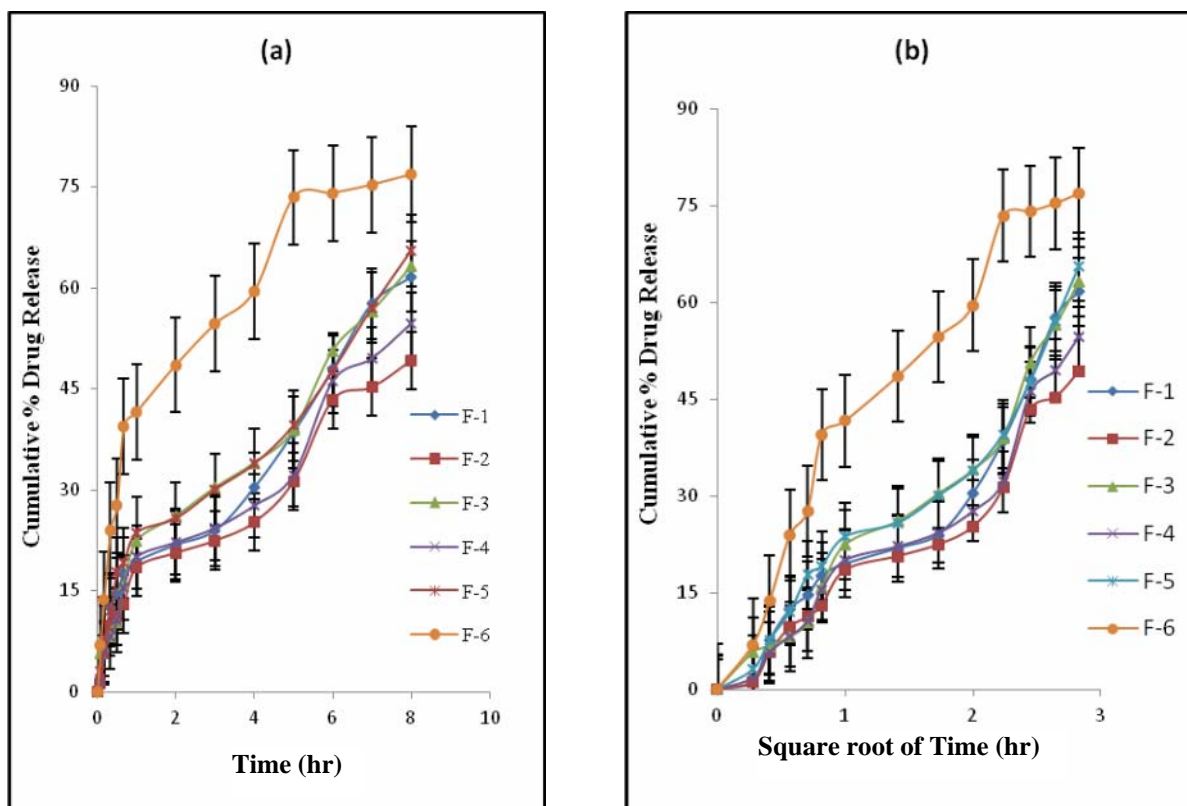 (a)
90
75
60
45
30
15
0
0 2 4 6 8 10
Cumulative % Drug Release
Time (hr)
F-1
F-2
F-3
F-4
F-5
F-6
(b)
90
75
60
45
30
15
0
0 1 2 3
Cumulative % Drug Release
Square root of Time (hr)
F-1
F-2
F-3
F-4
F-5
F-6